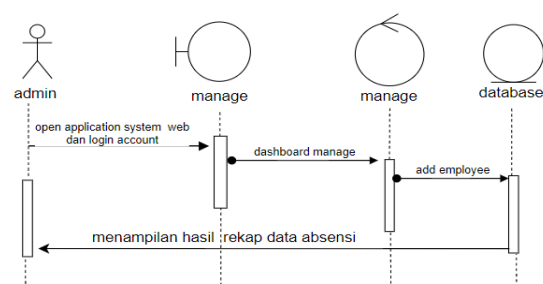 admin
manage
manage
database
open application system web
dan login account
dashboard manage
add employee
menampilan hasil rekap data absensi